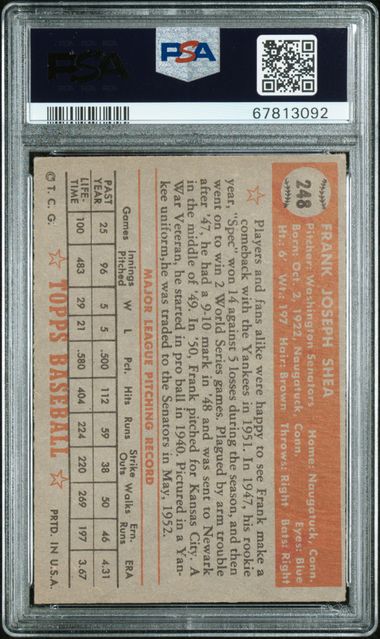 PSA
PSA
67813092
248
FRANK JOSEPH SHEA
Pitcher: Washington Senators Home: Naugatuck, Conn.
Born: Oct. 2, 1922, Naugatuck, Conn. Eyes: Blue
Ht.: 6' Wt.: 197 Hair: Brown Throws: Right Bats: Right
Players and fans alike were happy to see Frank make a
comeback with the Yankees in 1951. In 1947, his rookie
year, "Spec" won 14 against 5 losses during the season, and then
went on to win 2 World Series games. Plagued by arm trouble
after '47, he had a 9-10 mark in '48 and was sent to Newark
in the middle of '49. In '50, Frank pitched for Kansas City. A
War Veteran, he started in pro ball in 1940. Pictured in a Yan-
kee uniform, he was traded to the Senators in May, 1952.
MAJOR LEAGUE PITCHING RECORD
Games Innings Pitched W L Pct. Hits Runs Strike Outs Walks Ern. Runs ERA
PAST YEAR 25 96 5 5 .500 112 59 38 50 46 4.31
LIFE-TIME 100 483 29 21 .580 404 224 220 269 197 3.67
© T. C. G. TOPPS BASEBALL PRTD. IN U.S.A.